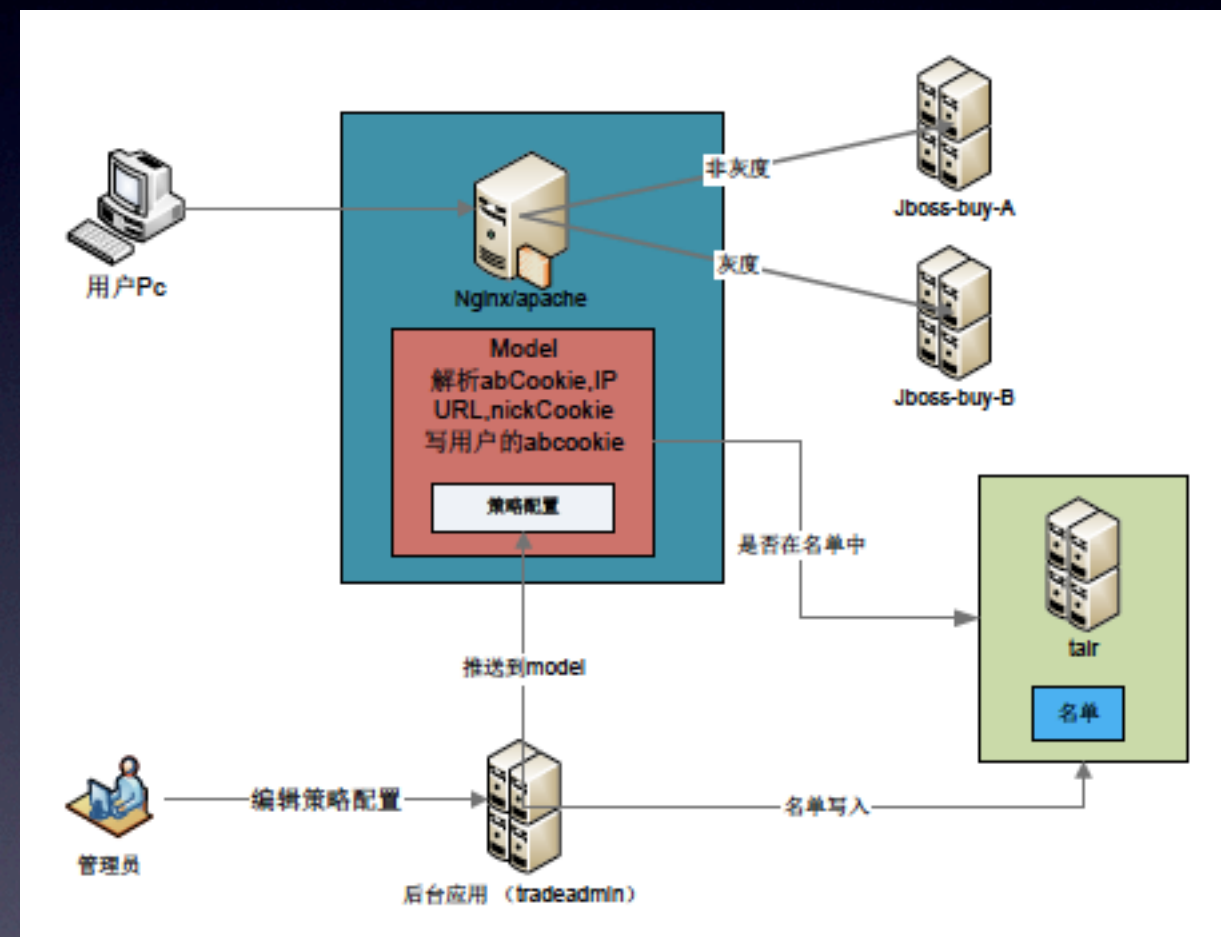 非灰度
Jboss-buy-A
用户Pc
灰度
Nginx/apache
Jboss-buy-B
Model
解析abCookie,IP
URL,nickCookie
写用户的abcookie
策略配置
是否在名单中
tair
推送到model
名单
编辑策略配置
名单写入
管理员
后台应用 （tradeadmin）